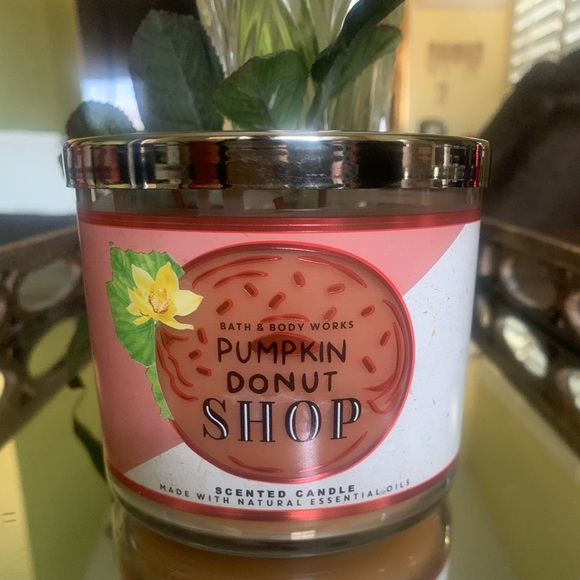 BATH & BODY WORKS
PUMPKIN
DONUT
SHOP
SCENTED CANDLE
MADE WITH NATURAL ESSENTIAL OILS